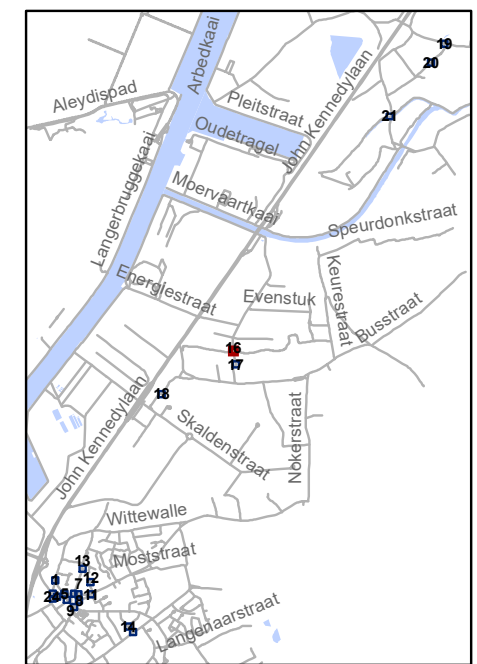 19
20
Arbedkaai
Aleydispad
Pleitstraat
21
John Kennedylaan
Oudetragel
Langerbruggekaai
Moervaartkaai
Speurdonkstraat
Energiestraat
Evenstuk
Keurestraat
Busstraat
16
17
18
John Kennedylaan
Skaldenstraat
Nokerstraat
Wittewalle
Moststraat
13
12
7
11
9
14
Langenaarstraat